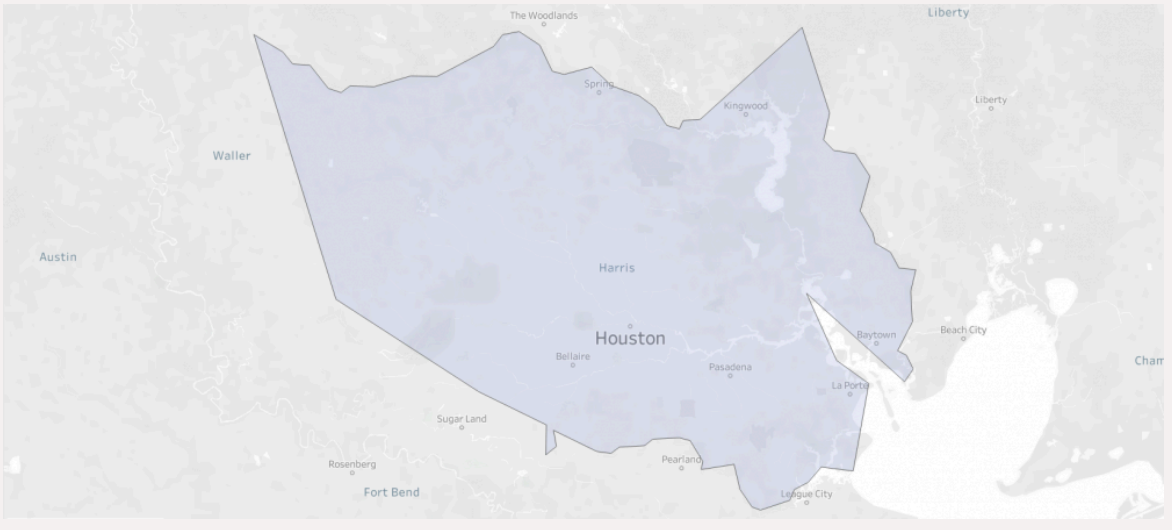 The Woodlands
Liberty
Spring
Kingwood
Liberty
Waller
Austin
Harris
Houston
Baytown
Beach City
Bellaire
Pasadena
La Porte
Cham
Sugar Land
Pearland
Rosenberg
Fort Bend
League City